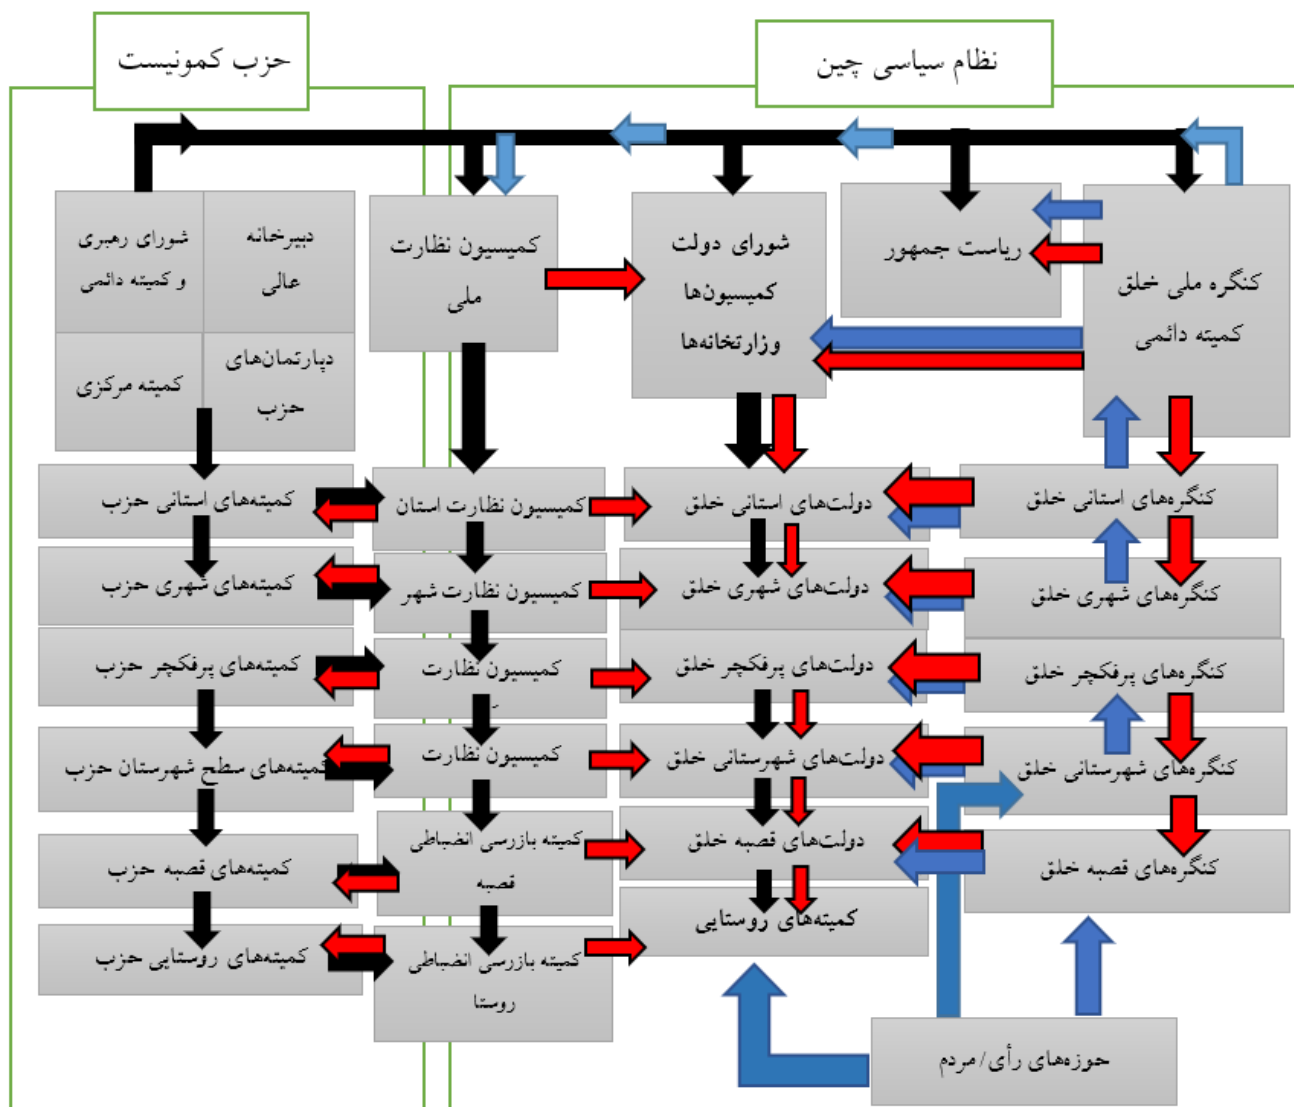 نظام سیاسی چین
حزب کمونیست
کنگره ملی خلق
کمیته دائمی
ریاست جمهور
شورای دولت
کمیسیون‌ها
وزارتخانه‌ها
کمیسیون نظارت
ملی
دبیرخانه
عالی
شورای رهبری
و کمیته دائمی
دپارتمان‌های
حزب
کمیته مرکزی
کنگره‌های استانی خلق
دولت‌های استانی خلق
کمیسیون نظارت استان
کمیته‌های استانی حزب
کنگره‌های شهری خلق
دولت‌های شهری خلق
کمیسیون نظارت شهر
کمیته‌های شهری حزب
کنگره‌های پرفکچر خلق
دولت‌های پرفکچر خلق
کمیسیون نظارت
کمیته‌های پرفکچر حزب
کنگره‌های شهرستانی خلق
دولت‌های شهرستانی خلق
کمیسیون نظارت
کمیته‌های سطح شهرستان حزب
کنگره‌های قصبه خلق
دولت‌های قصبه خلق
کمیته بازرسی انضباطی
قصبه
کمیته‌های قصبه حزب
کمیته‌های روستایی
کمیته بازرسی انضباطی
روستا
کمیته‌های روستایی حزب
حوزه‌های رأی/مردم